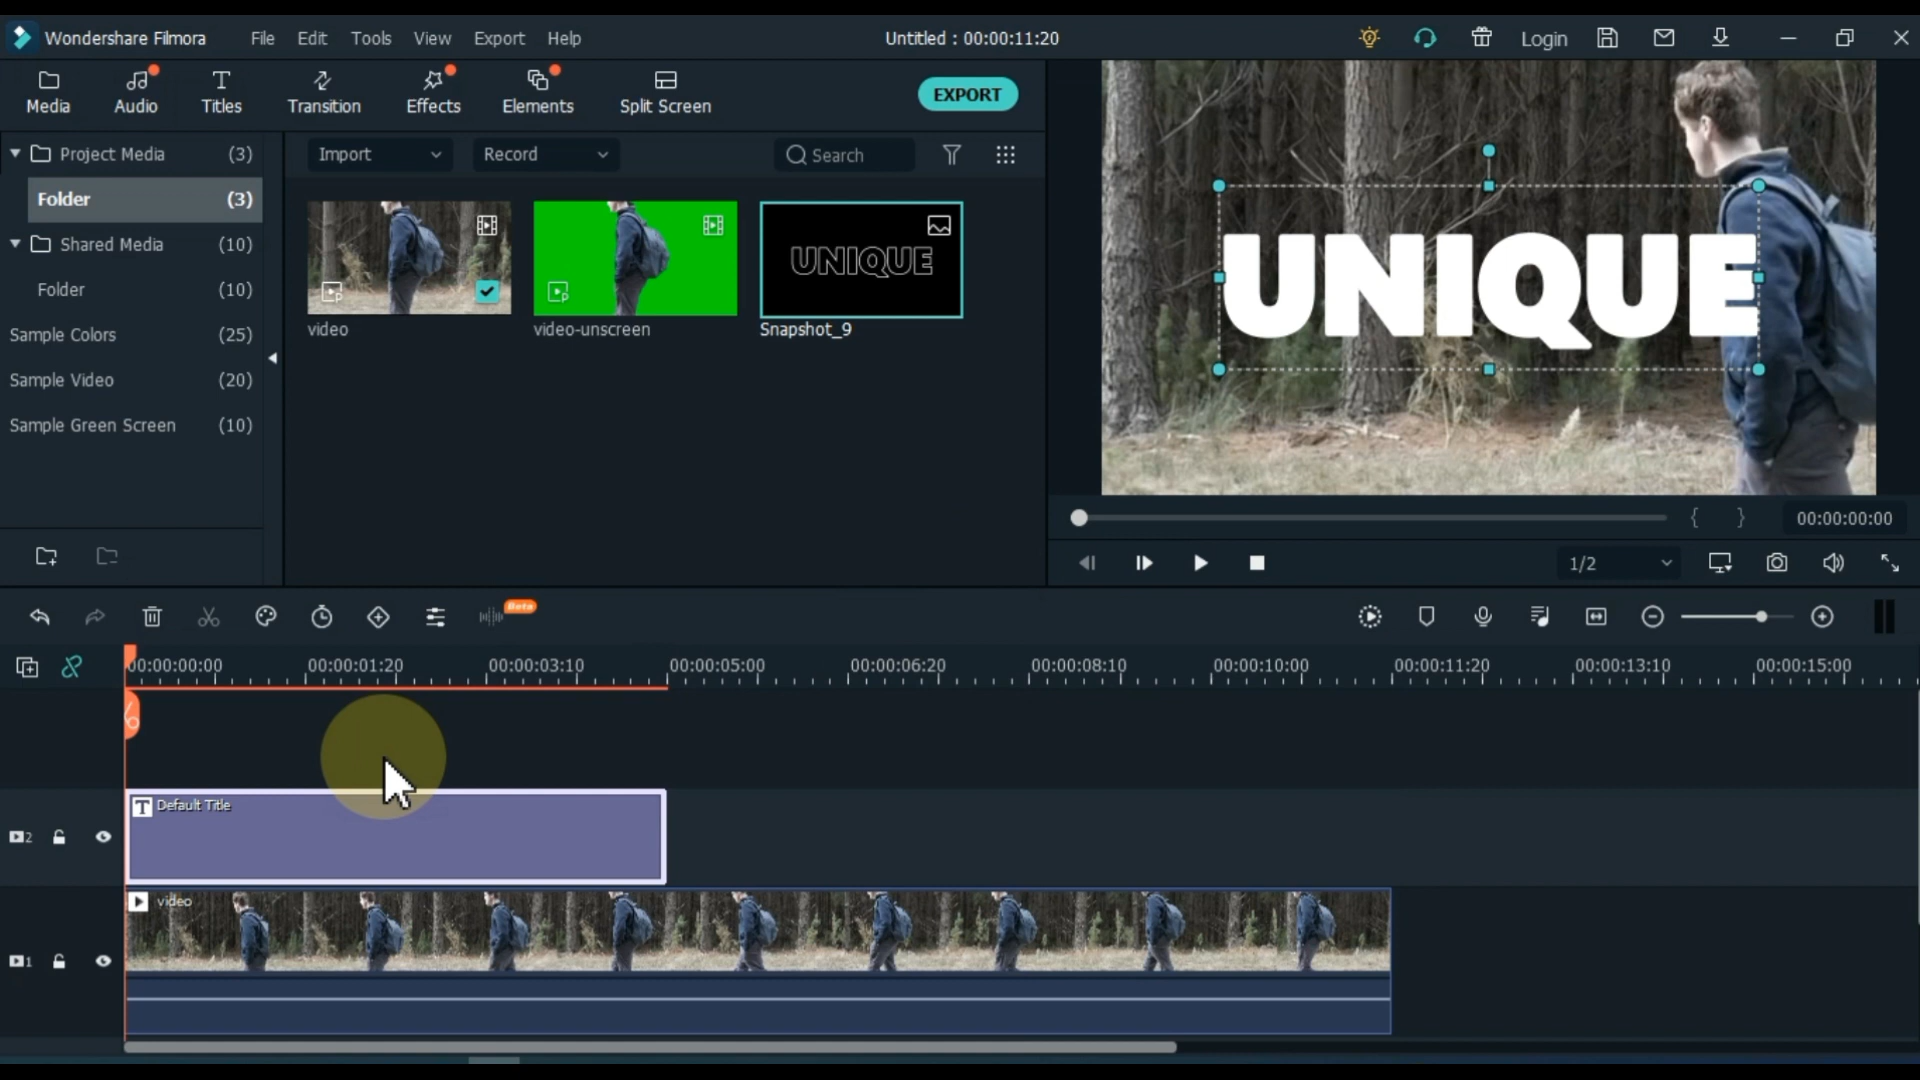 Wondershare Filmora File Edit Tools View Export Help Untitled : 00:00:11:20 Login
Media Audio Titles Transition Effects Elements Split Screen EXPORT
Project Media (3) Import Record Search
Folder (3)
Shared Media (10)
Folder (10)
Sample Colors (25)
Sample Video (20)
Sample Green Screen (10)
UNIQUE
video video-unscreen Snapshot_9
UNIQUE
00:00:00:00
1/2
Beta
00:00:00:00 00:00:01:20 00:00:03:10 00:00:05:00 00:00:06:20 00:00:08:10 00:00:10:00 00:00:11:20 00:00:13:10 00:00:15:00
T Default Title
2
video
1